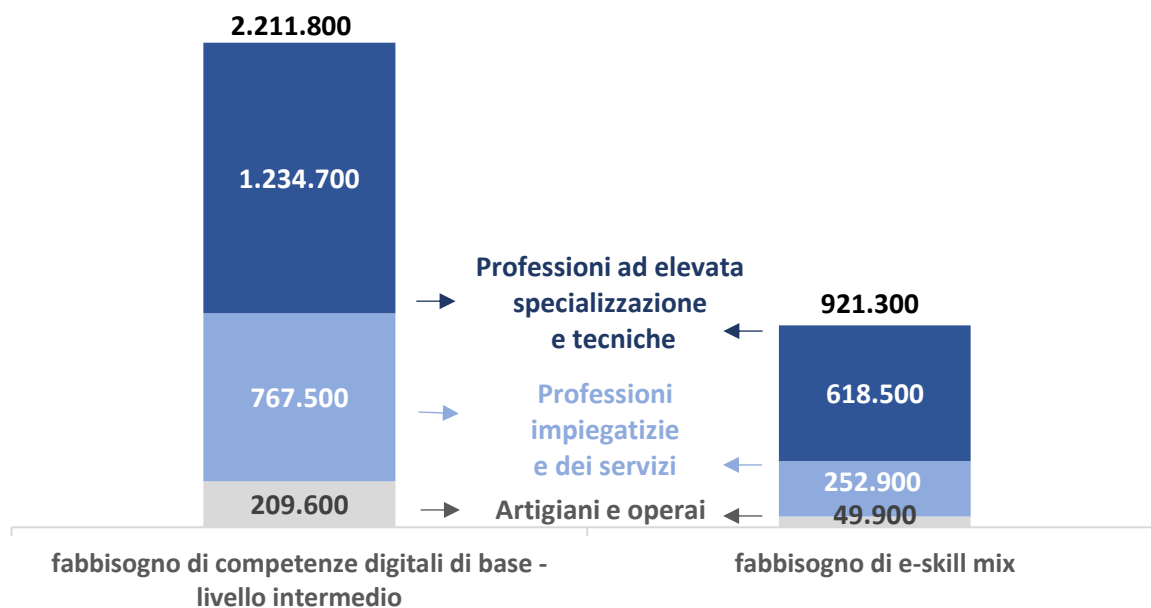 2.211.800
1.234.700
767.500
209.600
Professioni ad elevata
specializzazione
e tecniche
Professioni
impiegatizie
e dei servizi
Artigiani e operai
921.300
618.500
252.900
49.900
fabbisogno di competenze digitali di base -
livello intermedio
fabbisogno di e-skill mix